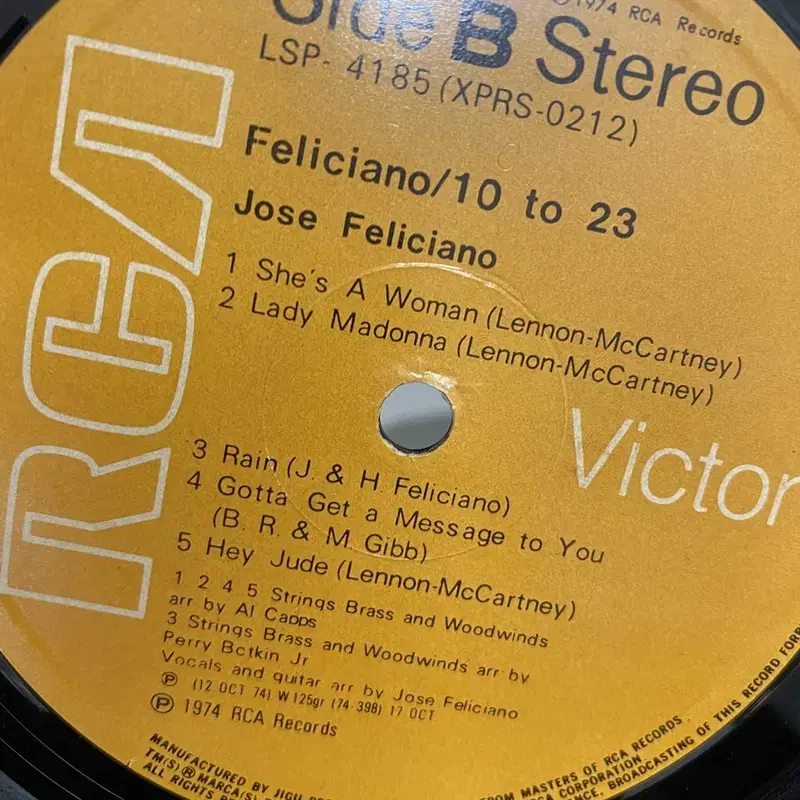 Side B Stereo
℗1974 RCA Records
LSP- 4185 (XPRS-0212)
Feliciano/10 to 23
Jose Feliciano
1 She's A Woman (Lennon-McCartney)
2 Lady Madonna (Lennon-McCartney)
RCA
Victor
3 Rain (J. & H. Feliciano)
4 Gotta Get a Message to You
(B. R. & M. Gibb)
5 Hey Jude (Lennon-McCartney)
1 2 4 5 Strings Brass and Woodwinds
arr by Al Capps
3 Strings Brass and Woodwinds arr by
Perry Botkin Jr
Vocals and guitar arr by Jose Feliciano
℗ (12 OCT 74) W 125gr (74-398) 17 OCT
℗ 1974 RCA Records
MANUFACTURED BY JIGU
FROM MASTERS OF RCA RECORDS.
TM(S) ® MARCA(S)
RCA CORPORATION
ALL RIGHTS
BROADCASTING OF THIS RECORD